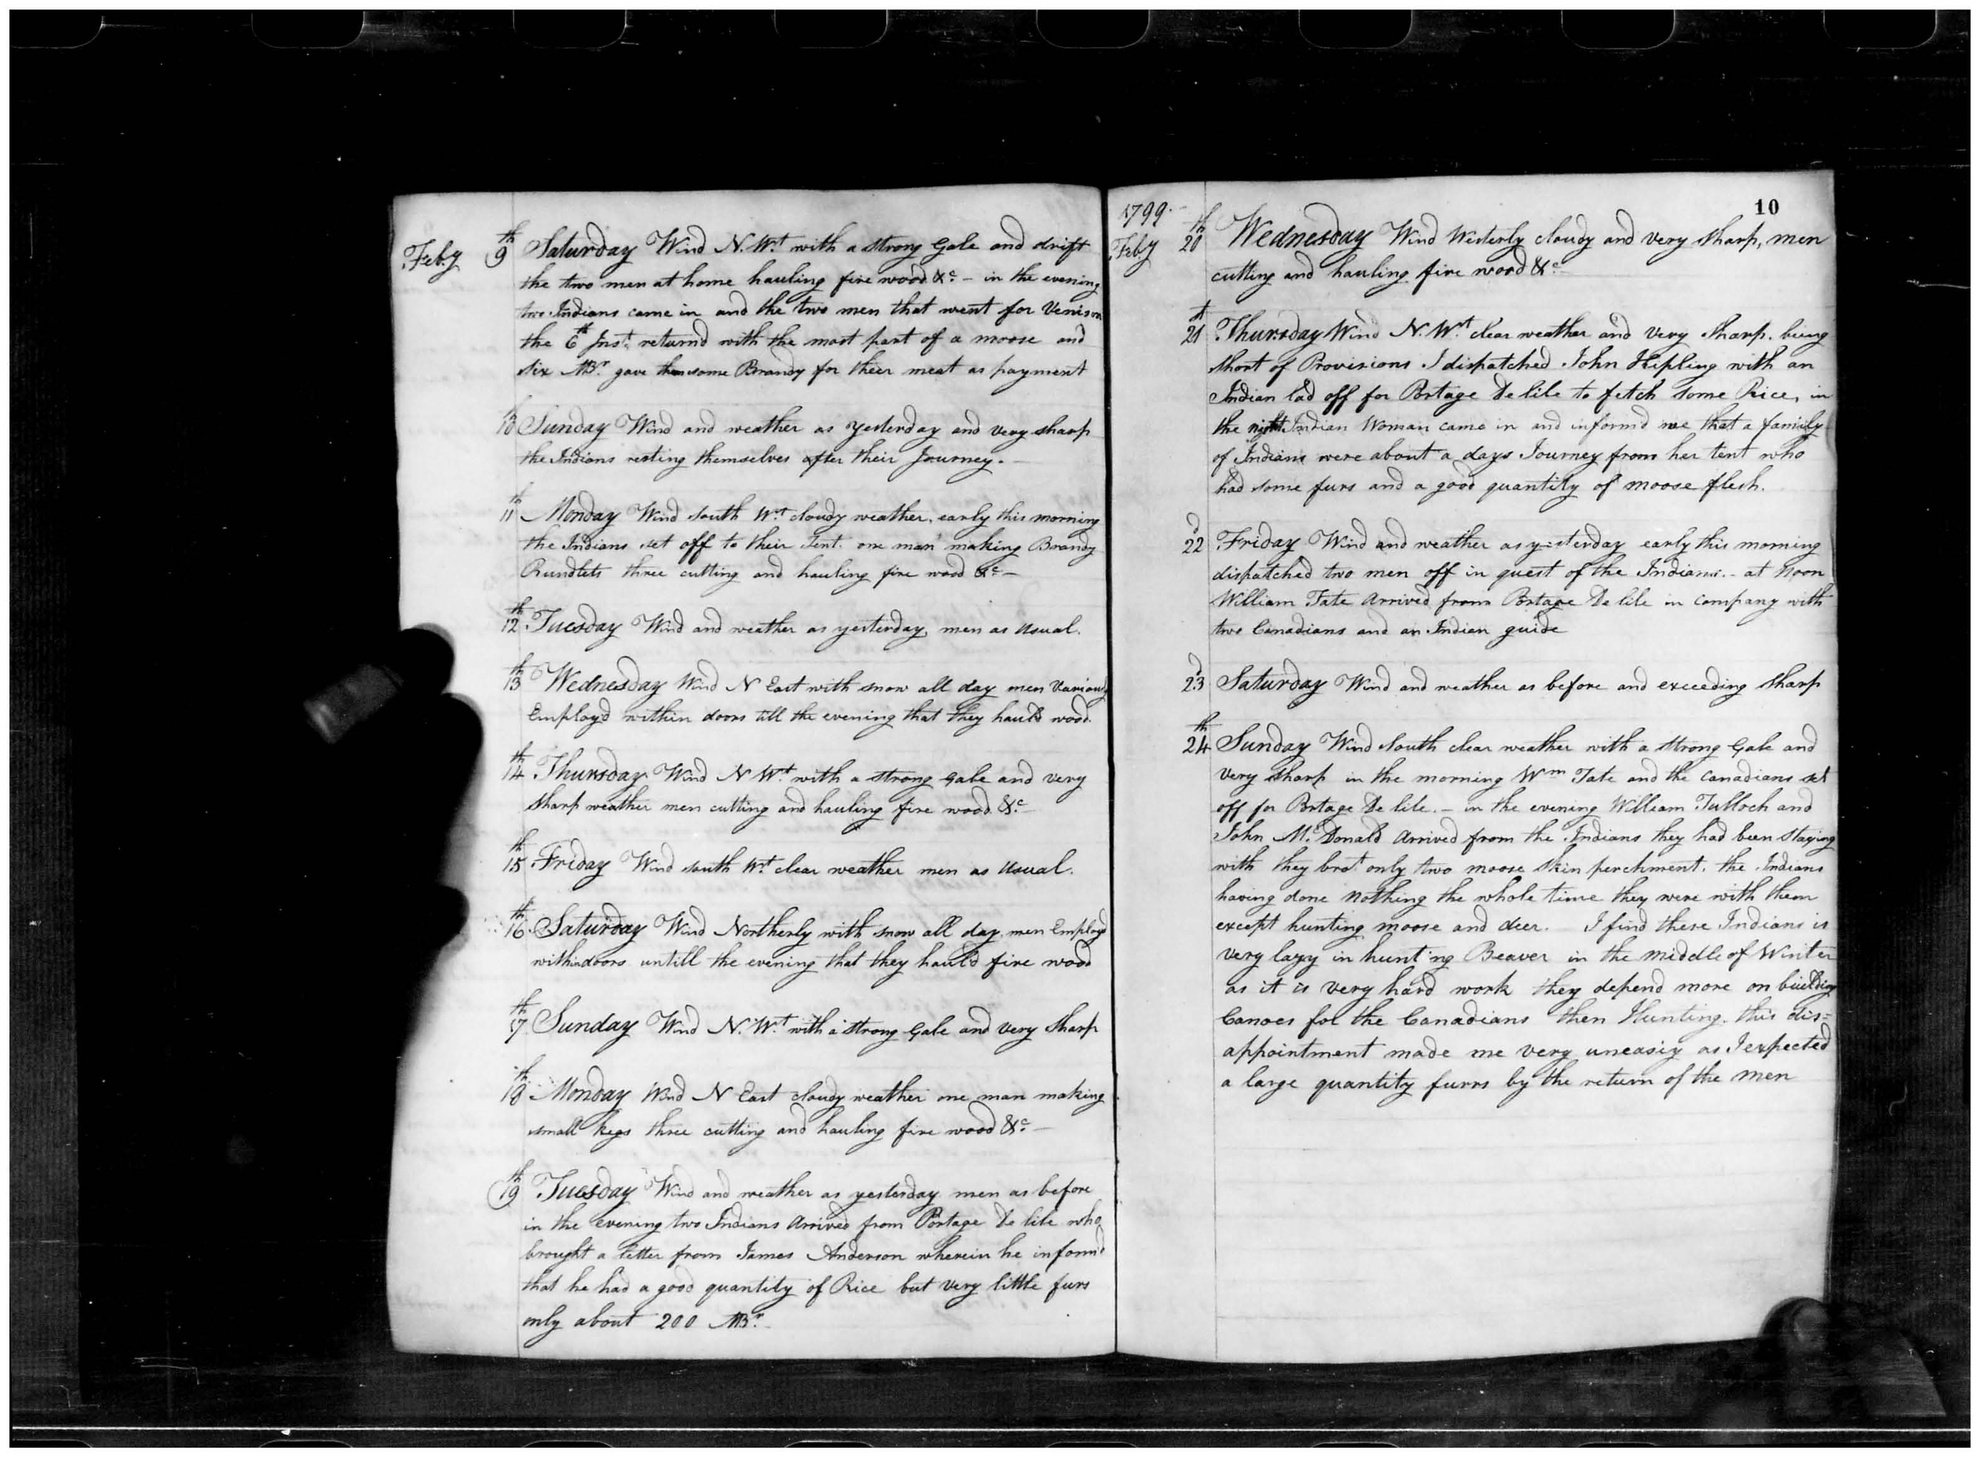 Feby 9th Saturday Wind N. Wt with a strong Gale and drift
the two men at home hauling fire wood &c - in the evening
two Indians came in and the two men that went for Venison
the 6th Inst. returnd with the most part of a moose and
six MBr gave them some Brandy for their meat as payment
10 Sunday Wind and weather as yesterday and very sharp
the Indians resting themselves after their Journey. -
11th Monday Wind South Wt cloudy weather. early this morning
the Indians set off to their Tent. one man making Brandy
Rundlets three cutting and hauling fire wood &c -
12th Tuesday Wind and weather as yesterday, men as Usual.
13th Wednesday Wind N East with snow all day men Variously
Employd within doors till the evening that they hauld wood.
14th Thursday Wind N Wt with a strong gale and very
sharp weather men cutting and hauling fire wood &c -
15th Friday Wind South Wt clear weather men as Usual.
16th Saturday Wind Northerly with snow all day, men Employd
within doors untill the evening that they hauld fire wood
17th Sunday Wind N. Wt with a strong Gale and very sharp
18th Monday Wind N East cloudy weather one man making
small Kegs three cutting and hauling fire wood &c -
19th Tuesday Wind and weather as yesterday men as before
in the evening two Indians Arrived from Portage De lile who
brought a letter from James Anderson wherein he informd
that he had a good quantity of Rice but very little furs
only about 200 MBr.
10
1799.
Feby 20th Wednesday Wind Westerly cloudy and very sharp, men
cutting and hauling fire wood &c -
21st Thursday Wind N. Wt clear weather and very sharp. being
short of Provisions I dispatched John Kipling with an
Indian lad off for Portage De lile to fetch some Rice, in
the night Indian Woman came in and informd me that a family
of Indians were about a days Journey from her tent who
had some furs and a good quantity of moose flesh.
22d Friday Wind and weather as yesterday early this morning
dispatched two men off in quest of the Indians. - at Noon
William Tate Arrived from Portage De lile in company with
two Canadians and an Indian guide
23d Saturday Wind and weather as before and exceeding sharp
24th Sunday Wind South clear weather with a strong Gale and
very sharp in the morning Wm Tate and the Canadians set
off for Portage De lile. - in the evening William Tulloch and
John Mc Donald Arrived from the Indians they had been staying
with they brot only two moose skin perchment. the Indians
having done nothing the whole time they were with them
except hunting moose and deer. I find these Indians is
very lazy in hunting Beaver in the middle of Winter
as it is very hard work they depend more on building
Canoes for the Canadians then Hunting. this dis=
appointment made me very uneasiy as I expected
a large quantity furrs by the return of the men